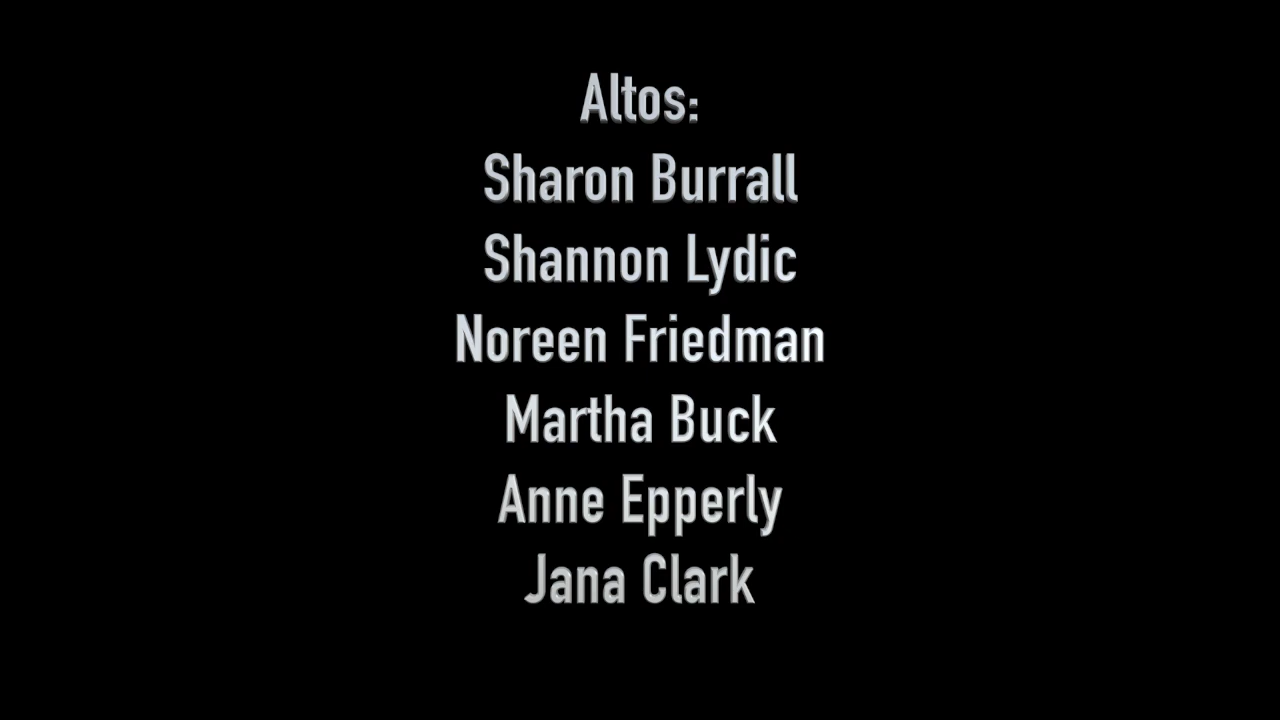 Altos:
Sharon Burrall
Shannon Lydic
Noreen Friedman
Martha Buck
Anne Epperly
Jana Clark